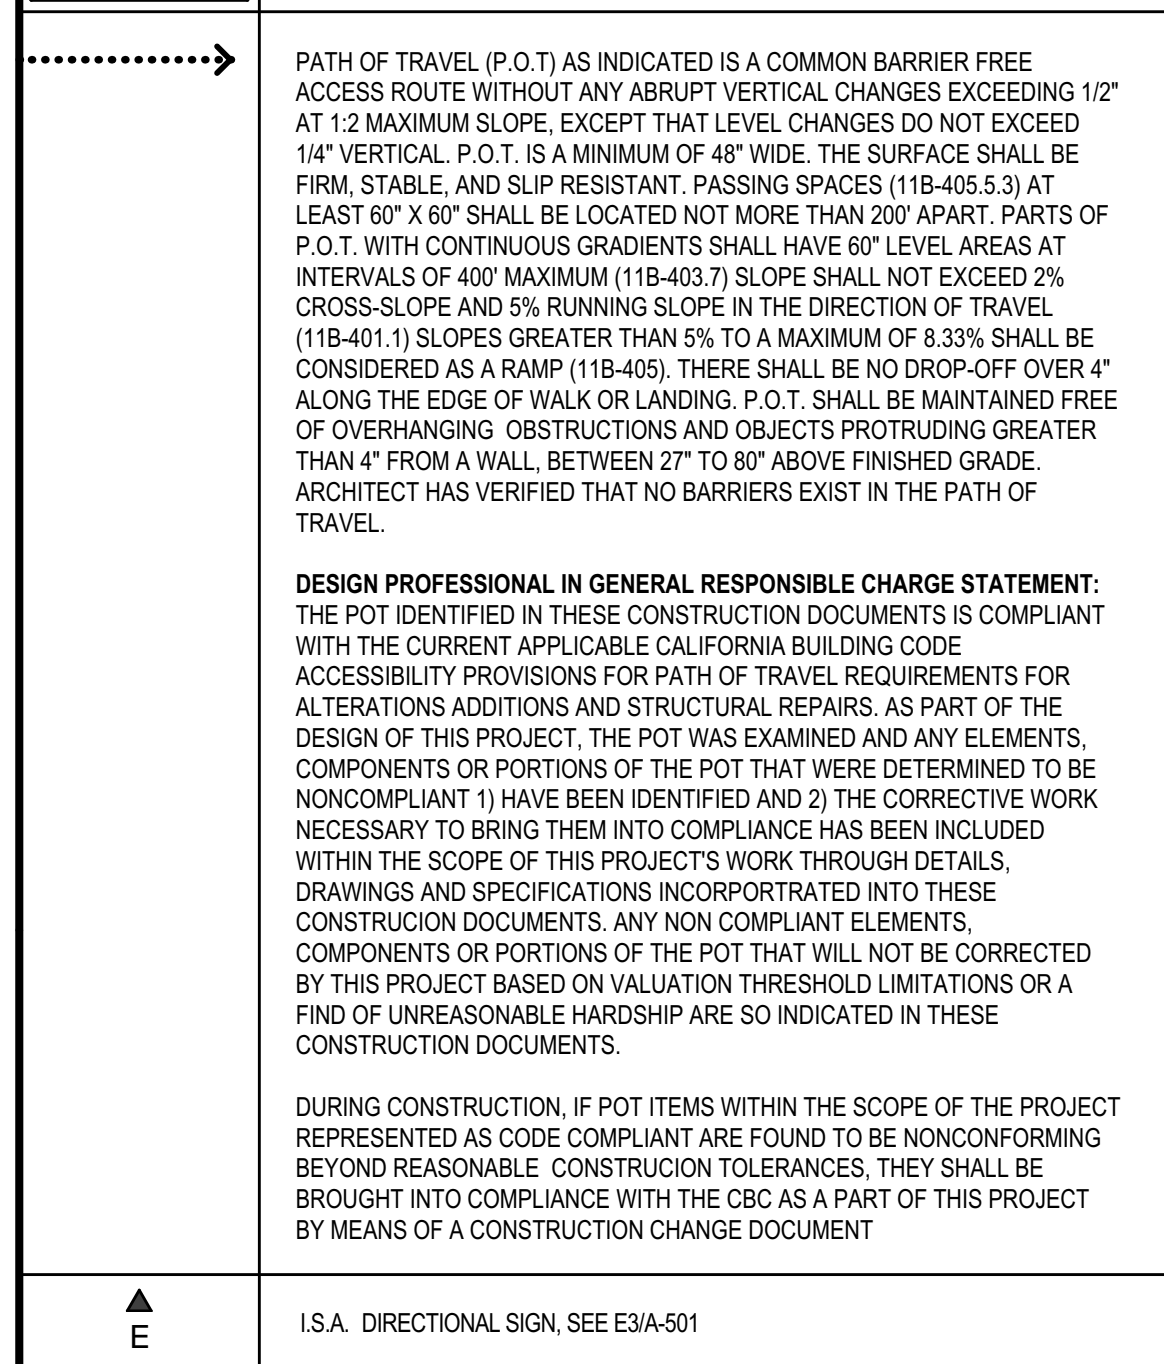 PATH OF TRAVEL (P.O.T) AS INDICATED IS A COMMON BARRIER FREE
ACCESS ROUTE WITHOUT ANY ABRUPT VERTICAL CHANGES EXCEEDING 1/2"
AT 1:2 MAXIMUM SLOPE, EXCEPT THAT LEVEL CHANGES DO NOT EXCEED
1/4" VERTICAL. P.O.T. IS A MINIMUM OF 48" WIDE. THE SURFACE SHALL BE
FIRM, STABLE, AND SLIP RESISTANT. PASSING SPACES (11B-405.5.3) AT
LEAST 60" X 60" SHALL BE LOCATED NOT MORE THAN 200' APART. PARTS OF
P.O.T. WITH CONTINUOUS GRADIENTS SHALL HAVE 60" LEVEL AREAS AT
INTERVALS OF 400' MAXIMUM (11B-403.7) SLOPE SHALL NOT EXCEED 2%
CROSS-SLOPE AND 5% RUNNING SLOPE IN THE DIRECTION OF TRAVEL
(11B-401.1) SLOPES GREATER THAN 5% TO A MAXIMUM OF 8.33% SHALL BE
CONSIDERED AS A RAMP (11B-405). THERE SHALL BE NO DROP-OFF OVER 4"
ALONG THE EDGE OF WALK OR LANDING. P.O.T. SHALL BE MAINTAINED FREE
OF OVERHANGING  OBSTRUCTIONS AND OBJECTS PROTRUDING GREATER
THAN 4" FROM A WALL, BETWEEN 27" TO 80" ABOVE FINISHED GRADE.
ARCHITECT HAS VERIFIED THAT NO BARRIERS EXIST IN THE PATH OF
TRAVEL.
DESIGN PROFESSIONAL IN GENERAL RESPONSIBLE CHARGE STATEMENT:
THE POT IDENTIFIED IN THESE CONSTRUCTION DOCUMENTS IS COMPLIANT
WITH THE CURRENT APPLICABLE CALIFORNIA BUILDING CODE
ACCESSIBILITY PROVISIONS FOR PATH OF TRAVEL REQUIREMENTS FOR
ALTERATIONS ADDITIONS AND STRUCTURAL REPAIRS. AS PART OF THE
DESIGN OF THIS PROJECT, THE POT WAS EXAMINED AND ANY ELEMENTS,
COMPONENTS OR PORTIONS OF THE POT THAT WERE DETERMINED TO BE
NONCOMPLIANT 1) HAVE BEEN IDENTIFIED AND 2) THE CORRECTIVE WORK
NECESSARY TO BRING THEM INTO COMPLIANCE HAS BEEN INCLUDED
WITHIN THE SCOPE OF THIS PROJECT'S WORK THROUGH DETAILS,
DRAWINGS AND SPECIFICATIONS INCORPORTRATED INTO THESE
CONSTRUCION DOCUMENTS. ANY NON COMPLIANT ELEMENTS,
COMPONENTS OR PORTIONS OF THE POT THAT WILL NOT BE CORRECTED
BY THIS PROJECT BASED ON VALUATION THRESHOLD LIMITATIONS OR A
FIND OF UNREASONABLE HARDSHIP ARE SO INDICATED IN THESE
CONSTRUCTION DOCUMENTS.
DURING CONSTRUCTION, IF POT ITEMS WITHIN THE SCOPE OF THE PROJECT
REPRESENTED AS CODE COMPLIANT ARE FOUND TO BE NONCONFORMING
BEYOND REASONABLE  CONSTRUCION TOLERANCES, THEY SHALL BE
BROUGHT INTO COMPLIANCE WITH THE CBC AS A PART OF THIS PROJECT
BY MEANS OF A CONSTRUCTION CHANGE DOCUMENT
E
I.S.A.  DIRECTIONAL SIGN, SEE E3/A-501